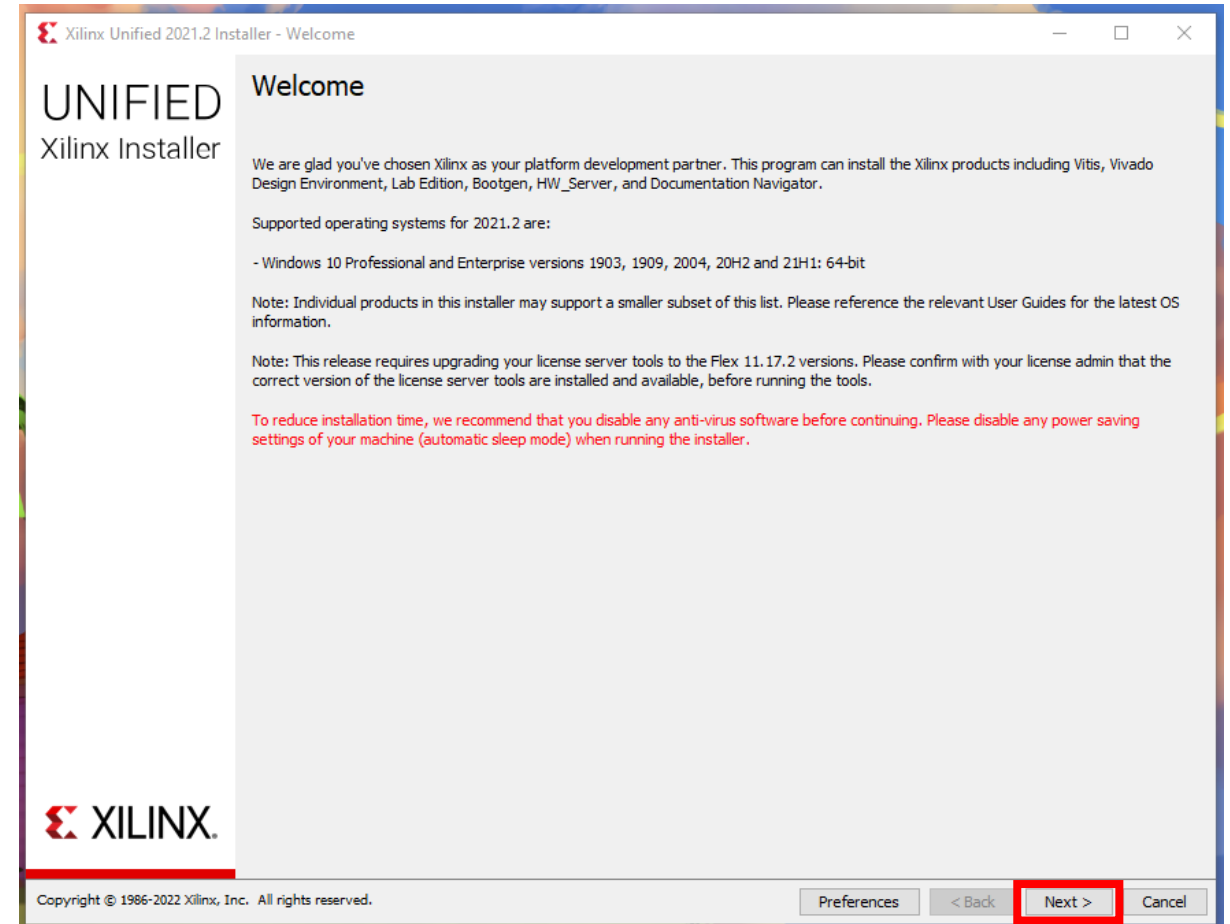 Xilinx Unified 2021.2 Installer - Welcome
UNIFIED
Xilinx Installer
Welcome
We are glad you've chosen Xilinx as your platform development partner. This program can install the Xilinx products including Vitis, Vivado
Design Environment, Lab Edition, Bootgen, HW_Server, and Documentation Navigator.
Supported operating systems for 2021.2 are:
- Windows 10 Professional and Enterprise versions 1903, 1909, 2004, 20H2 and 21H1: 64-bit
Note: Individual products in this installer may support a smaller subset of this list. Please reference the relevant User Guides for the latest OS
information.
Note: This release requires upgrading your license server tools to the Flex 11.17.2 versions. Please confirm with your license admin that the
correct version of the license server tools are installed and available, before running the tools.
To reduce installation time, we recommend that you disable any anti-virus software before continuing. Please disable any power saving
settings of your machine (automatic sleep mode) when running the installer.
XILINX.
Copyright © 1986-2022 Xilinx, Inc. All rights reserved.
Preferences
< Back
Next >
Cancel